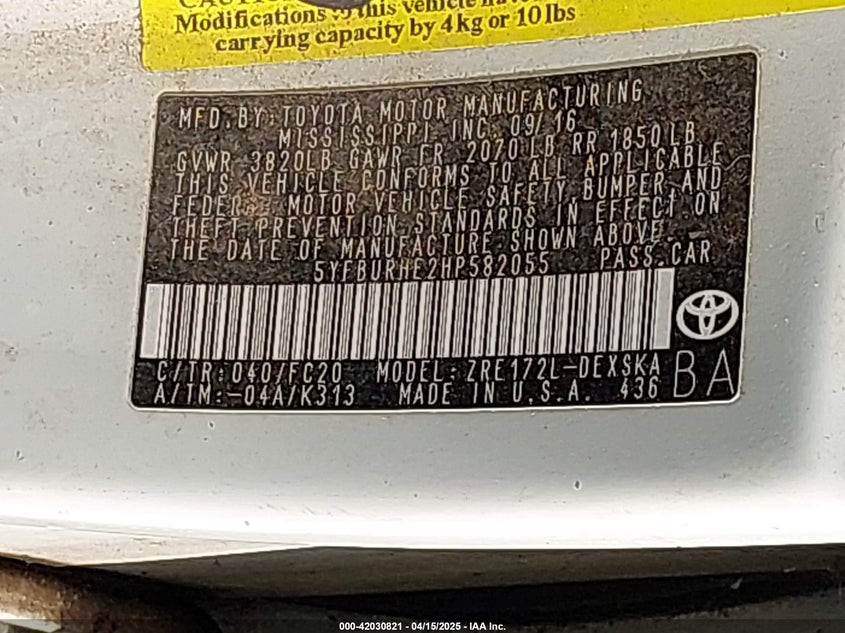 Modifications to this vehicle have
carrying capacity by 4kg or 10lbs
MFD.BY:TOYOTA MOTOR MANUFACTURING
MISSISSIPPI, INC. 09/16
GVWR 3820LB GAWR FR 2070LB RR 1850LB
THIS VEHICLE CONFORMS TO ALL APPLICABLE
FEDERAL MOTOR VEHICLE SAFETY,BUMPER,AND
THEFT PREVENTION STANDARDS IN EFFECT ON
THE DATE OF MANUFACTURE SHOWN ABOVE.
5YFBURHE2HP582055 PASS.CAR
C/TR:040/FC20 MODEL:ZRE172L-DEXSKA
A/TM:-04A/K313 MADE IN U.S.A. 436 BA
000-42030821 - 04/15/2025 - IAA Inc.